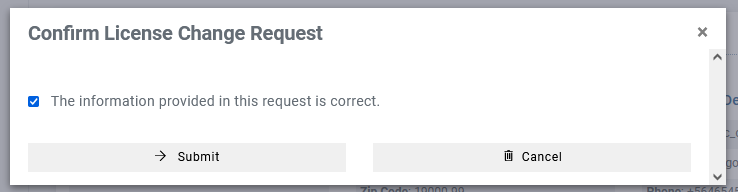 Confirm License Change Request
×
The information provided in this request is correct.
Submit
Cancel